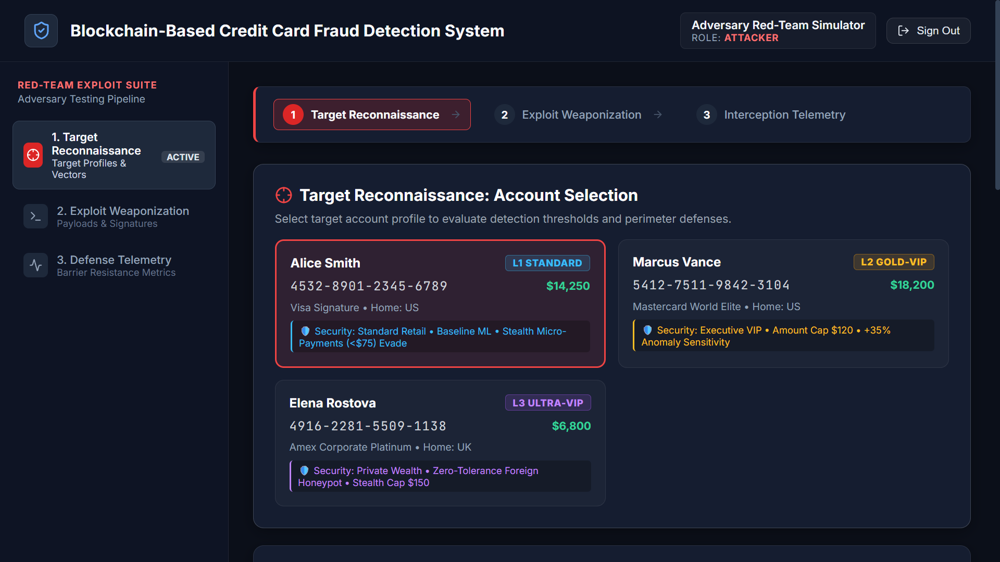 Blockchain-Based Credit Card Fraud Detection System
Adversary Red-Team Simulator
ROLE: ATTACKER
Sign Out
RED-TEAM EXPLOIT SUITE
Adversary Testing Pipeline
1. Target
Reconnaissance
Target Profiles &
Vectors
ACTIVE
2. Exploit Weaponization
Payloads & Signatures
3. Defense Telemetry
Barrier Resistance Metrics
1 Target Reconnaissance →
2 Exploit Weaponization →
3 Interception Telemetry
Target Reconnaissance: Account Selection
Select target account profile to evaluate detection thresholds and perimeter defenses.
Alice Smith
L1 STANDARD
4532-8901-2345-6789
$14,250
Visa Signature • Home: US
Security: Standard Retail • Baseline ML • Stealth Micro-
Payments (<$75) Evade
Marcus Vance
L2 GOLD-VIP
5412-7511-9842-3104
$18,200
Mastercard World Elite • Home: US
Security: Executive VIP • Amount Cap $120 • +35%
Anomaly Sensitivity
Elena Rostova
L3 ULTRA-VIP
4916-2281-5509-1138
$6,800
Amex Corporate Platinum • Home: UK
Security: Private Wealth • Zero-Tolerance Foreign
Honeypot • Stealth Cap $150